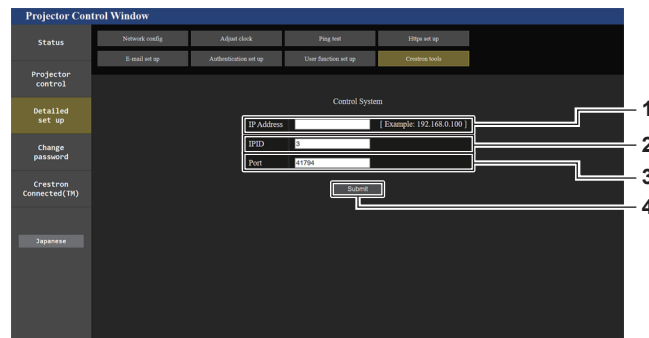 Projector Control Window
Status
Network config
Adjust clock
Ping test
Https set up
E-mail set up
Authentication set up
User function set up
Crestron tools
Projector
control
Detailed
set up
Change
password
Crestron
Connected(TM)
Japanese
Control System
IP Address [ Example: 192.168.0.100 ]
IPID 3
Port 41794
Submit
1
2
3
4